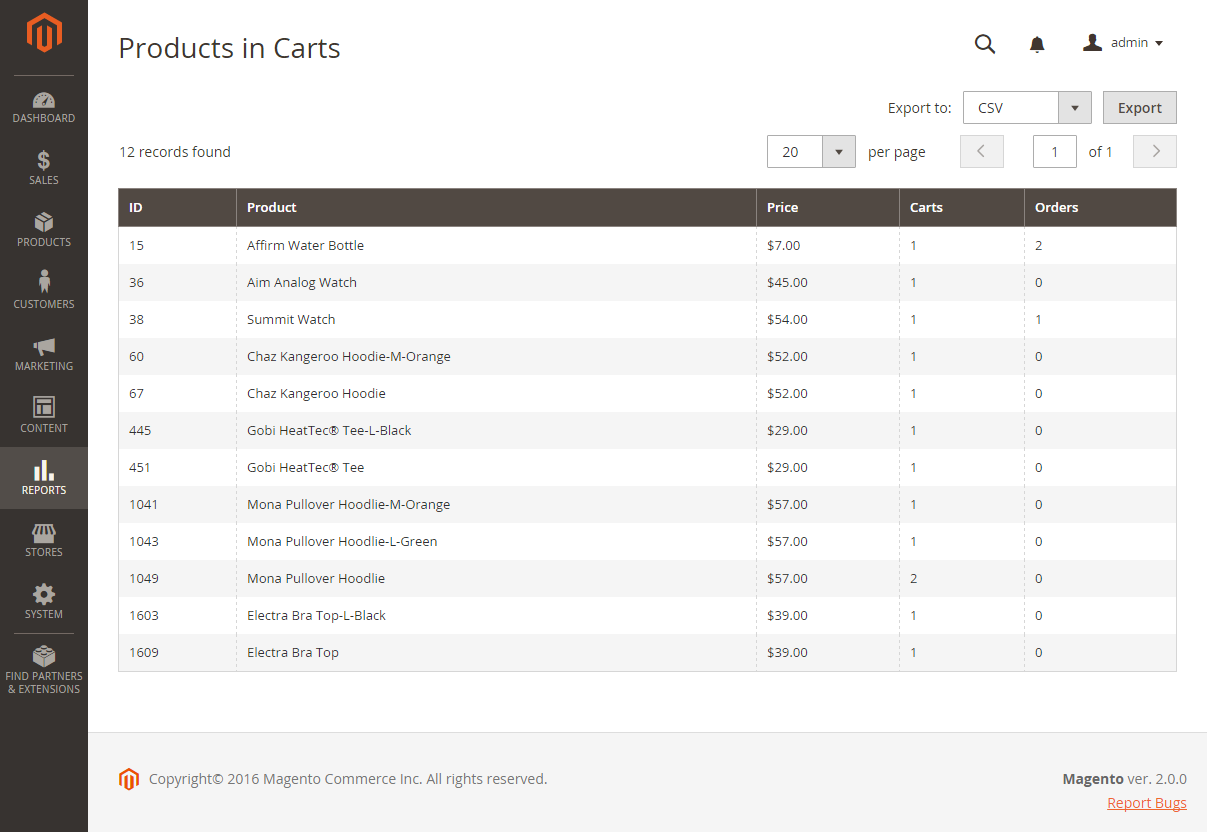 Products in Carts
admin
DASHBOARD
SALES
PRODUCTS
CUSTOMERS
MARKETING
CONTENT
REPORTS
STORES
SYSTEM
FIND PARTNERS
& EXTENSIONS
Export to: CSV Export
12 records found 20 per page 1 of 1
ID Product Price Carts Orders
15 Affirm Water Bottle $7.00 1 2
36 Aim Analog Watch $45.00 1 0
38 Summit Watch $54.00 1 1
60 Chaz Kangeroo Hoodie-M-Orange $52.00 1 0
67 Chaz Kangeroo Hoodie $52.00 1 0
445 Gobi HeatTec® Tee-L-Black $29.00 1 0
451 Gobi HeatTec® Tee $29.00 1 0
1041 Mona Pullover Hoodlie-M-Orange $57.00 1 0
1043 Mona Pullover Hoodlie-L-Green $57.00 1 0
1049 Mona Pullover Hoodlie $57.00 2 0
1603 Electra Bra Top-L-Black $39.00 1 0
1609 Electra Bra Top $39.00 1 0
Copyright© 2016 Magento Commerce Inc. All rights reserved. Magento ver. 2.0.0
Report Bugs